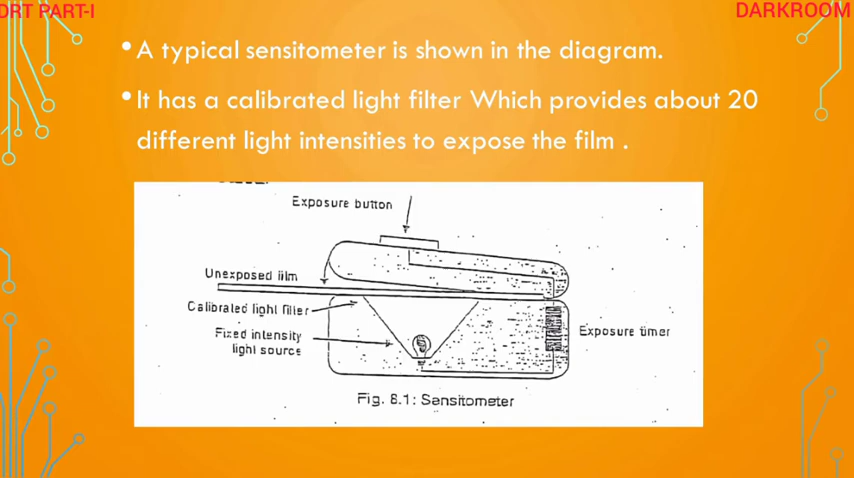 DRT PART-I
DARKROOM
• A typical sensitometer is shown in the diagram.
• It has a calibrated light filter Which provides about 20
different light intensities to expose the film .
Exposure button
Unexposed film
Calibrated light filter
Fixed intensity
light source
Exposure timer
Fig. 8.1: Sensitometer